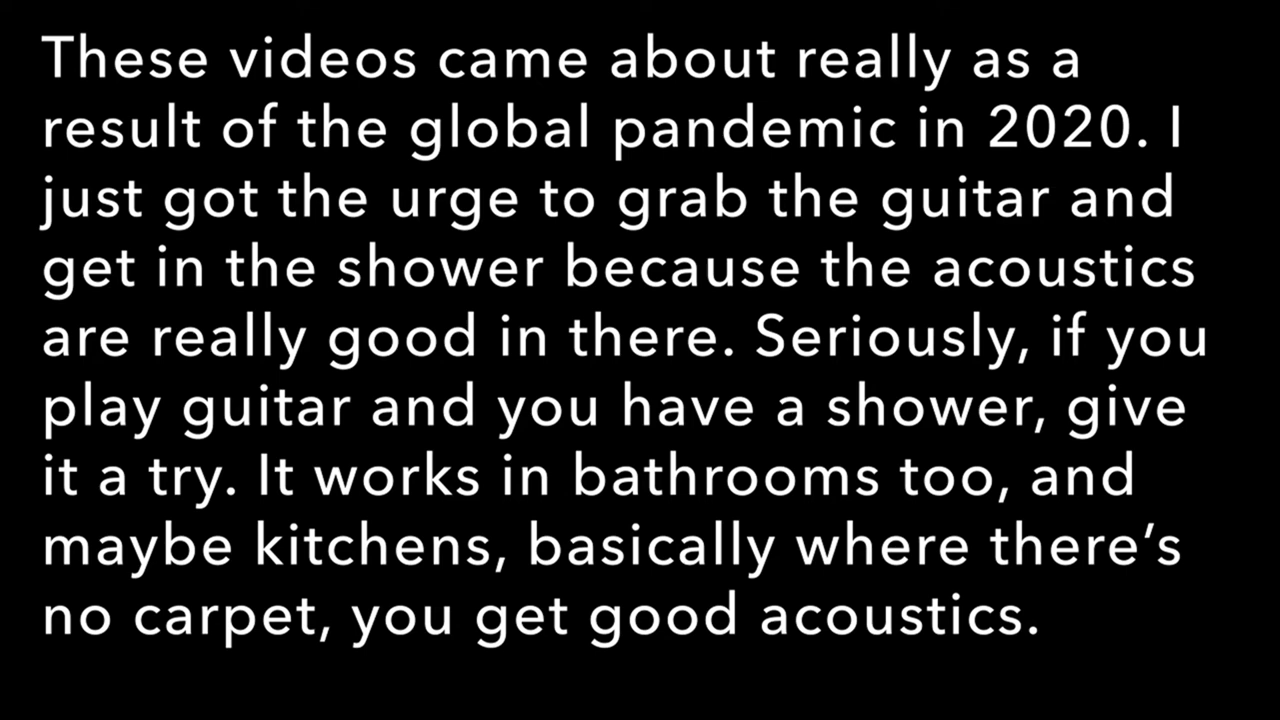 These videos came about really as a
result of the global pandemic in 2020. I
just got the urge to grab the guitar and
get in the shower because the acoustics
are really good in there. Seriously, if you
play guitar and you have a shower, give
it a try. It works in bathrooms too, and
maybe kitchens, basically where there’s
no carpet, you get good acoustics.